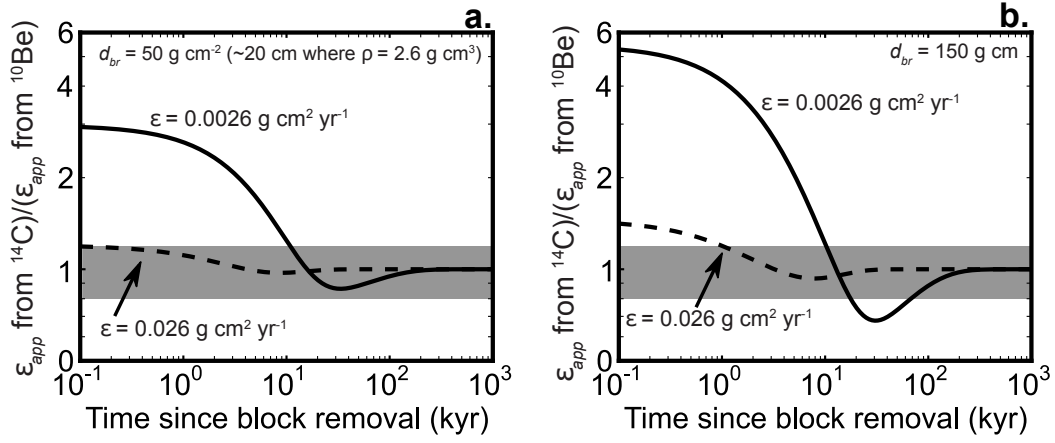 a.
ε_app from ¹⁴C)/(ε_app from ¹⁰Be)
6
4
2
1
0
d_br = 50 g cm⁻² (~20 cm where ρ = 2.6 g cm³)
ε = 0.0026 g cm² yr⁻¹
ε = 0.026 g cm² yr⁻¹
10⁻¹ 10⁰ 10¹ 10² 10³
Time since block removal (kyr)
b.
ε_app from ¹⁴C)/(ε_app from ¹⁰Be)
6
4
2
1
0
d_br = 150 g cm
ε = 0.0026 g cm² yr⁻¹
ε = 0.026 g cm² yr⁻¹
10⁻¹ 10⁰ 10¹ 10² 10³
Time since block removal (kyr)